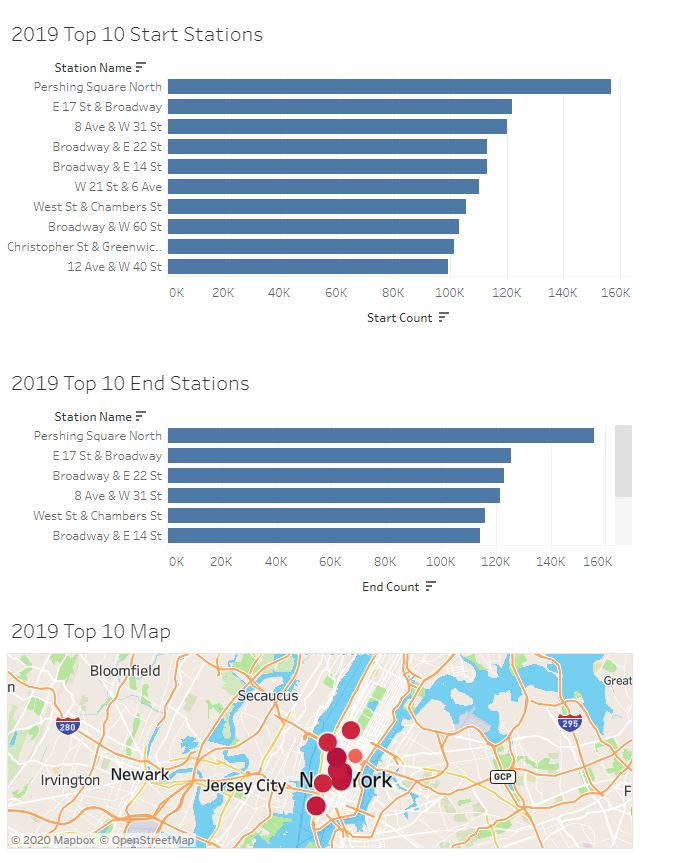 2019 Top 10 Start Stations
Station Name
Pershing Square North
E 17 St & Broadway
8 Ave & W 31 St
Broadway & E 22 St
Broadway & E 14 St
W 21 St & 6 Ave
West St & Chambers St
Broadway & W 60 St
Christopher St & Greenwic..
12 Ave & W 40 St
0K 20K 40K 60K 80K 100K 120K 140K 160K
Start Count
2019 Top 10 End Stations
Station Name
Pershing Square North
E 17 St & Broadway
Broadway & E 22 St
8 Ave & W 31 St
West St & Chambers St
Broadway & E 14 St
0K 20K 40K 60K 80K 100K 120K 140K 160K
End Count
2019 Top 10 Map
Bloomfield
n
Secaucus
Great
280
295
Irvington
Newark
Jersey City
N York
GCP
F
© 2020 Mapbox © OpenStreetMap